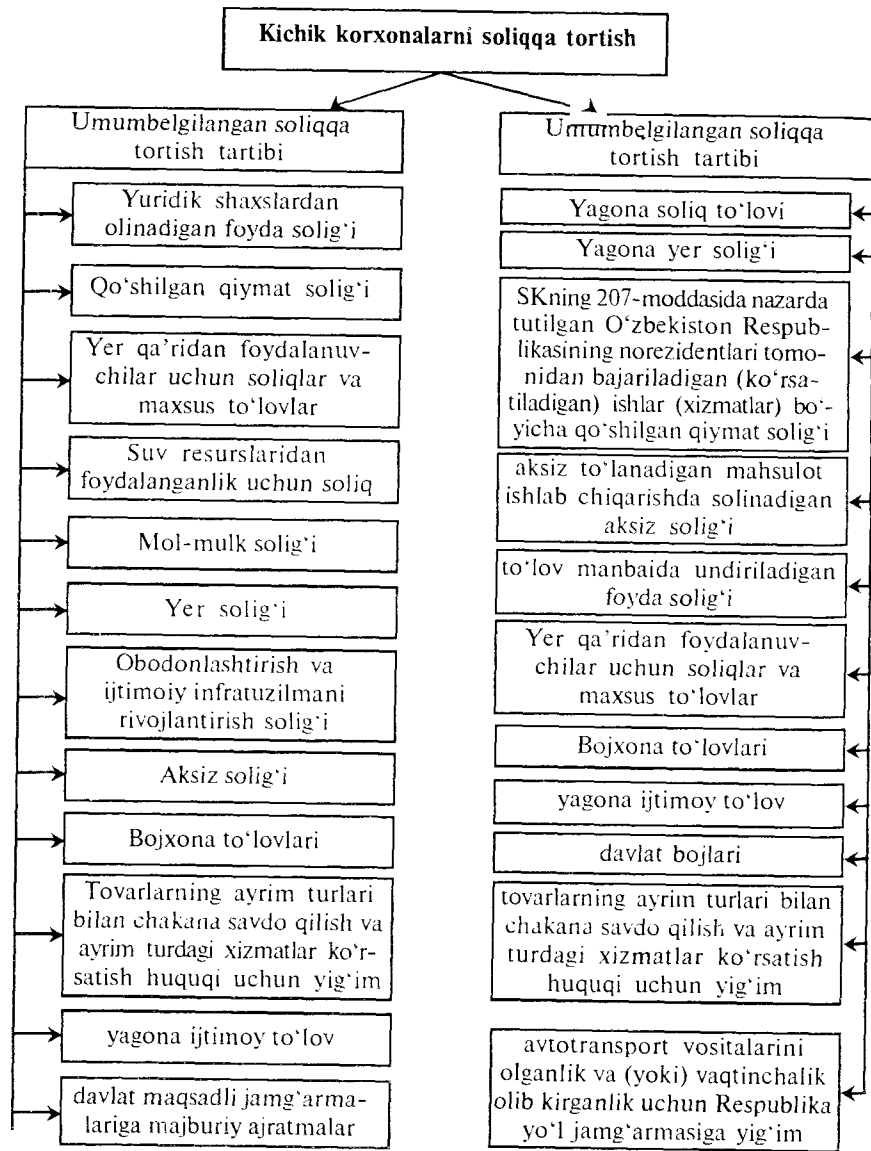 Kichik korxonalarni soliqqa tortish
Umumbelgilangan soliqqa
tortish tartibi
Yuridik shaxslardan
olinadigan foyda solig‘i
Qo‘shilgan qiymat solig‘i
Yer qa’ridan foydalanuv-
chilar uchun soliqlar va
maxsus to‘lovlar
Suv resurslaridan
foydalanganlik uchun soliq
Mol-mulk solig‘i
Yer solig‘i
Obodonlashtirish va
ijtimoiy infratuzilmani
rivojlantirish solig‘i
Aksiz solig‘i
Bojxona to‘lovlari
Tovarlarning ayrim turlari
bilan chakana savdo qilish va
ayrim turdagi xizmatlar ko‘r-
satish huquqi uchun yig‘im
yagona ijtimoy to‘lov
davlat maqsadli jamg‘arma-
lariga majburiy ajratmalar
Umumbelgilangan soliqqa
tortish tartibi
Yagona soliq to‘lovi
Yagona yer solig‘i
SKning 207-moddasida nazarda
tutilgan O‘zbekiston Respub-
likasining norezidentlari tomo-
nidan bajariladigan (ko‘rsa-
tiladigan) ishlar (xizmatlar) bo‘-
yicha qo‘shilgan qiymat solig‘i
aksiz to‘lanadigan mahsulot
ishlab chiqarishda solinadigan
aksiz solig‘i
to‘lov manbaida undiriladigan
foyda solig‘i
Yer qa’ridan foydalanuv-
chilar uchun soliqlar va
maxsus to‘lovlar
Bojxona to‘lovlari
yagona ijtimoy to‘lov
davlat bojlari
tovarlarning ayrim turlari bilan
chakana savdo qilish va ayrim
turdagi xizmatlar ko‘rsatish
huquqi uchun yig‘im
avtotransport vositalarini
olganlik va (yoki) vaqtinchalik
olib kirganlik uchun Respublika
yo‘l jamg‘armasiga yig‘im